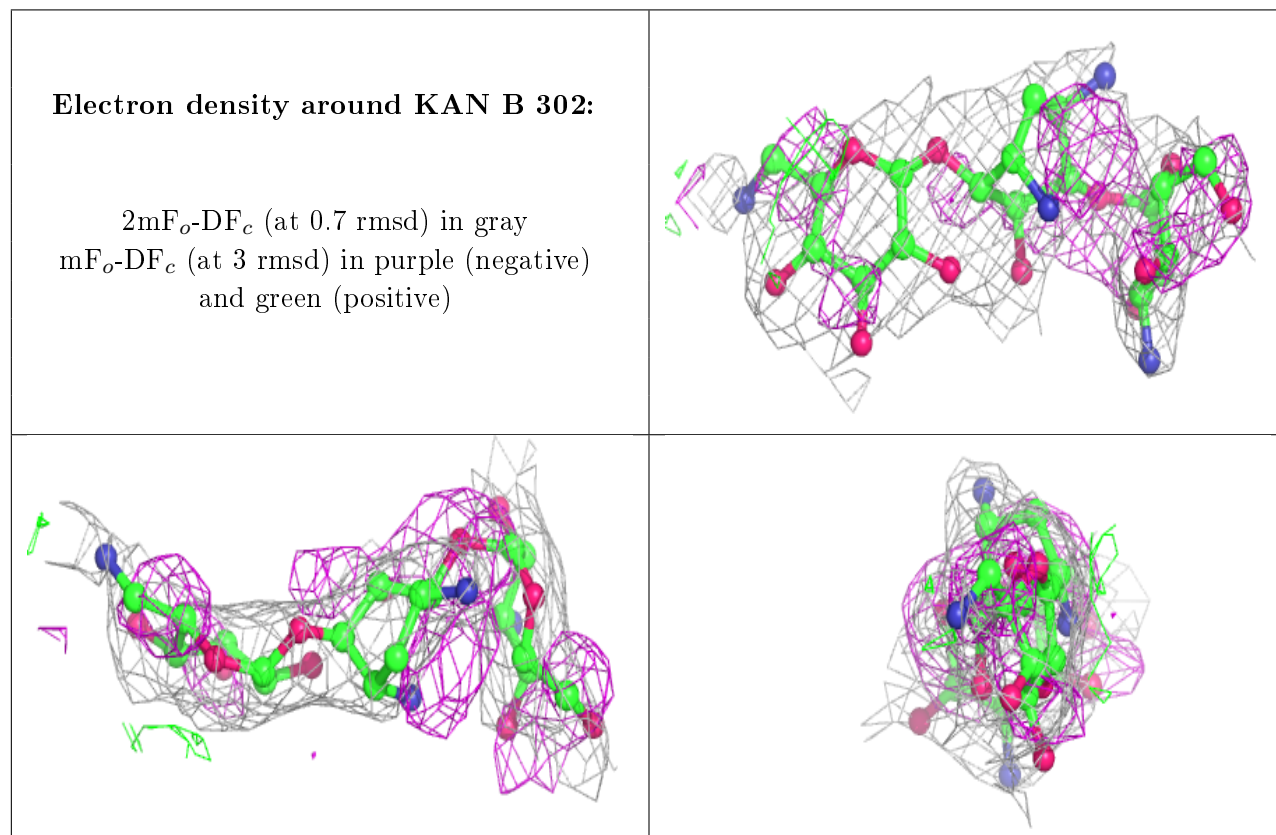 Electron density around KAN B 302:
2mFₒ-DF𝒸 (at 0.7 rmsd) in gray
mFₒ-DF𝒸 (at 3 rmsd) in purple (negative)
and green (positive)